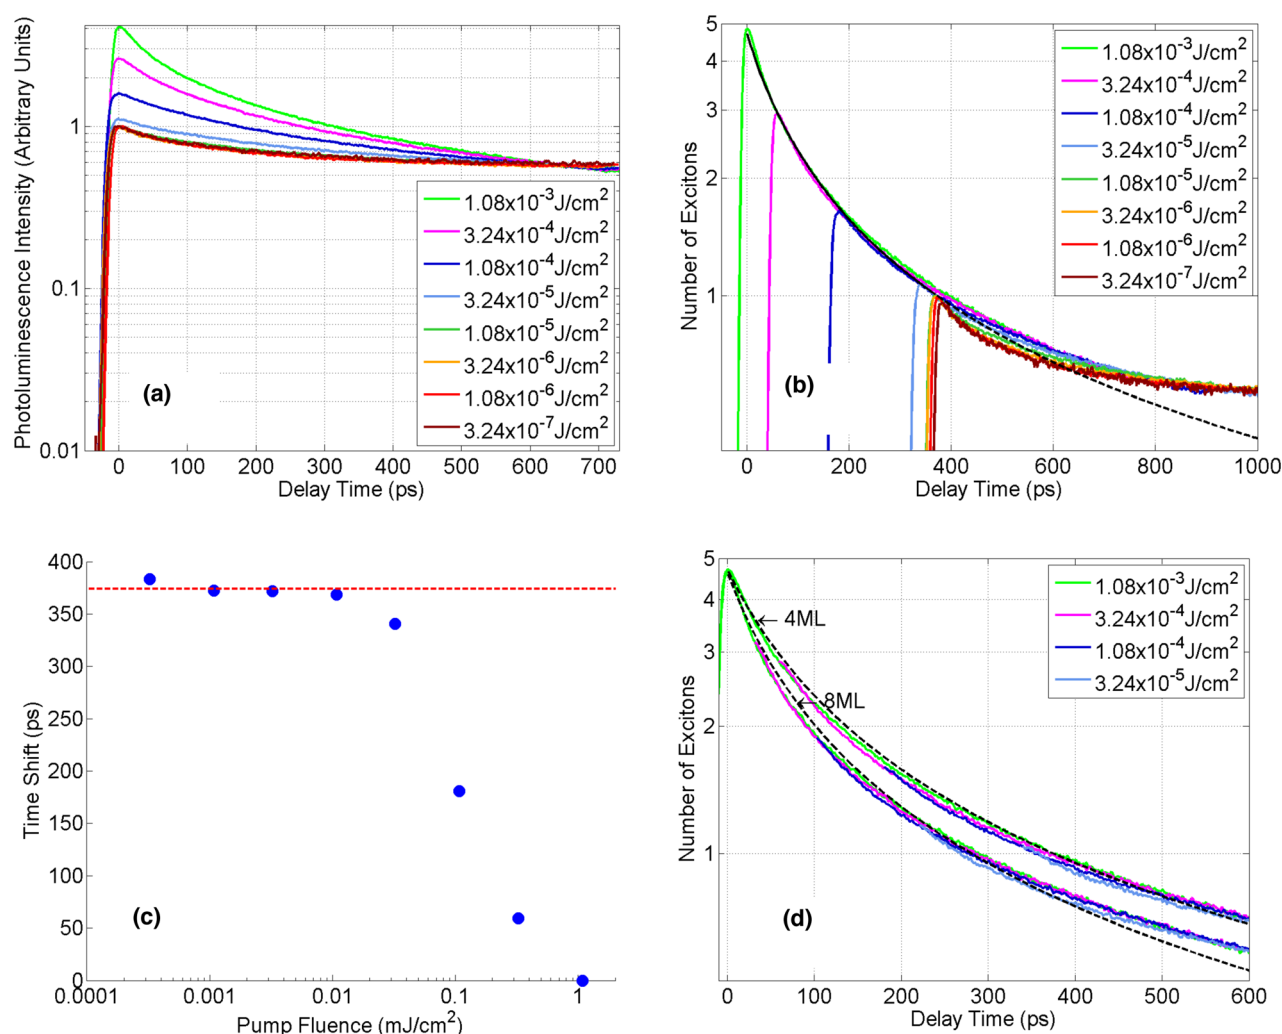 Photoluminescence Intensity (Arbitrary Units)
1
0.1
0.01
0 100 200 300 400 500 600 700
Delay Time (ps)
(a)
1.08x10⁻³J/cm²
3.24x10⁻⁴J/cm²
1.08x10⁻⁴J/cm²
3.24x10⁻⁵J/cm²
1.08x10⁻⁵J/cm²
3.24x10⁻⁶J/cm²
1.08x10⁻⁶J/cm²
3.24x10⁻⁷J/cm²
Number of Excitons
5
4
3
2
1
0 200 400 600 800 1000
Delay Time (ps)
(b)
1.08x10⁻³J/cm²
3.24x10⁻⁴J/cm²
1.08x10⁻⁴J/cm²
3.24x10⁻⁵J/cm²
1.08x10⁻⁵J/cm²
3.24x10⁻⁶J/cm²
1.08x10⁻⁶J/cm²
3.24x10⁻⁷J/cm²
Time Shift (ps)
400
350
300
250
200
150
100
50
0
0.0001 0.001 0.01 0.1 1
Pump Fluence (mJ/cm²)
(c)
Number of Excitons
5
4
3
2
1
0 100 200 300 400 500 600
Delay Time (ps)
(d)
4ML
8ML
1.08x10⁻³J/cm²
3.24x10⁻⁴J/cm²
1.08x10⁻⁴J/cm²
3.24x10⁻⁵J/cm²